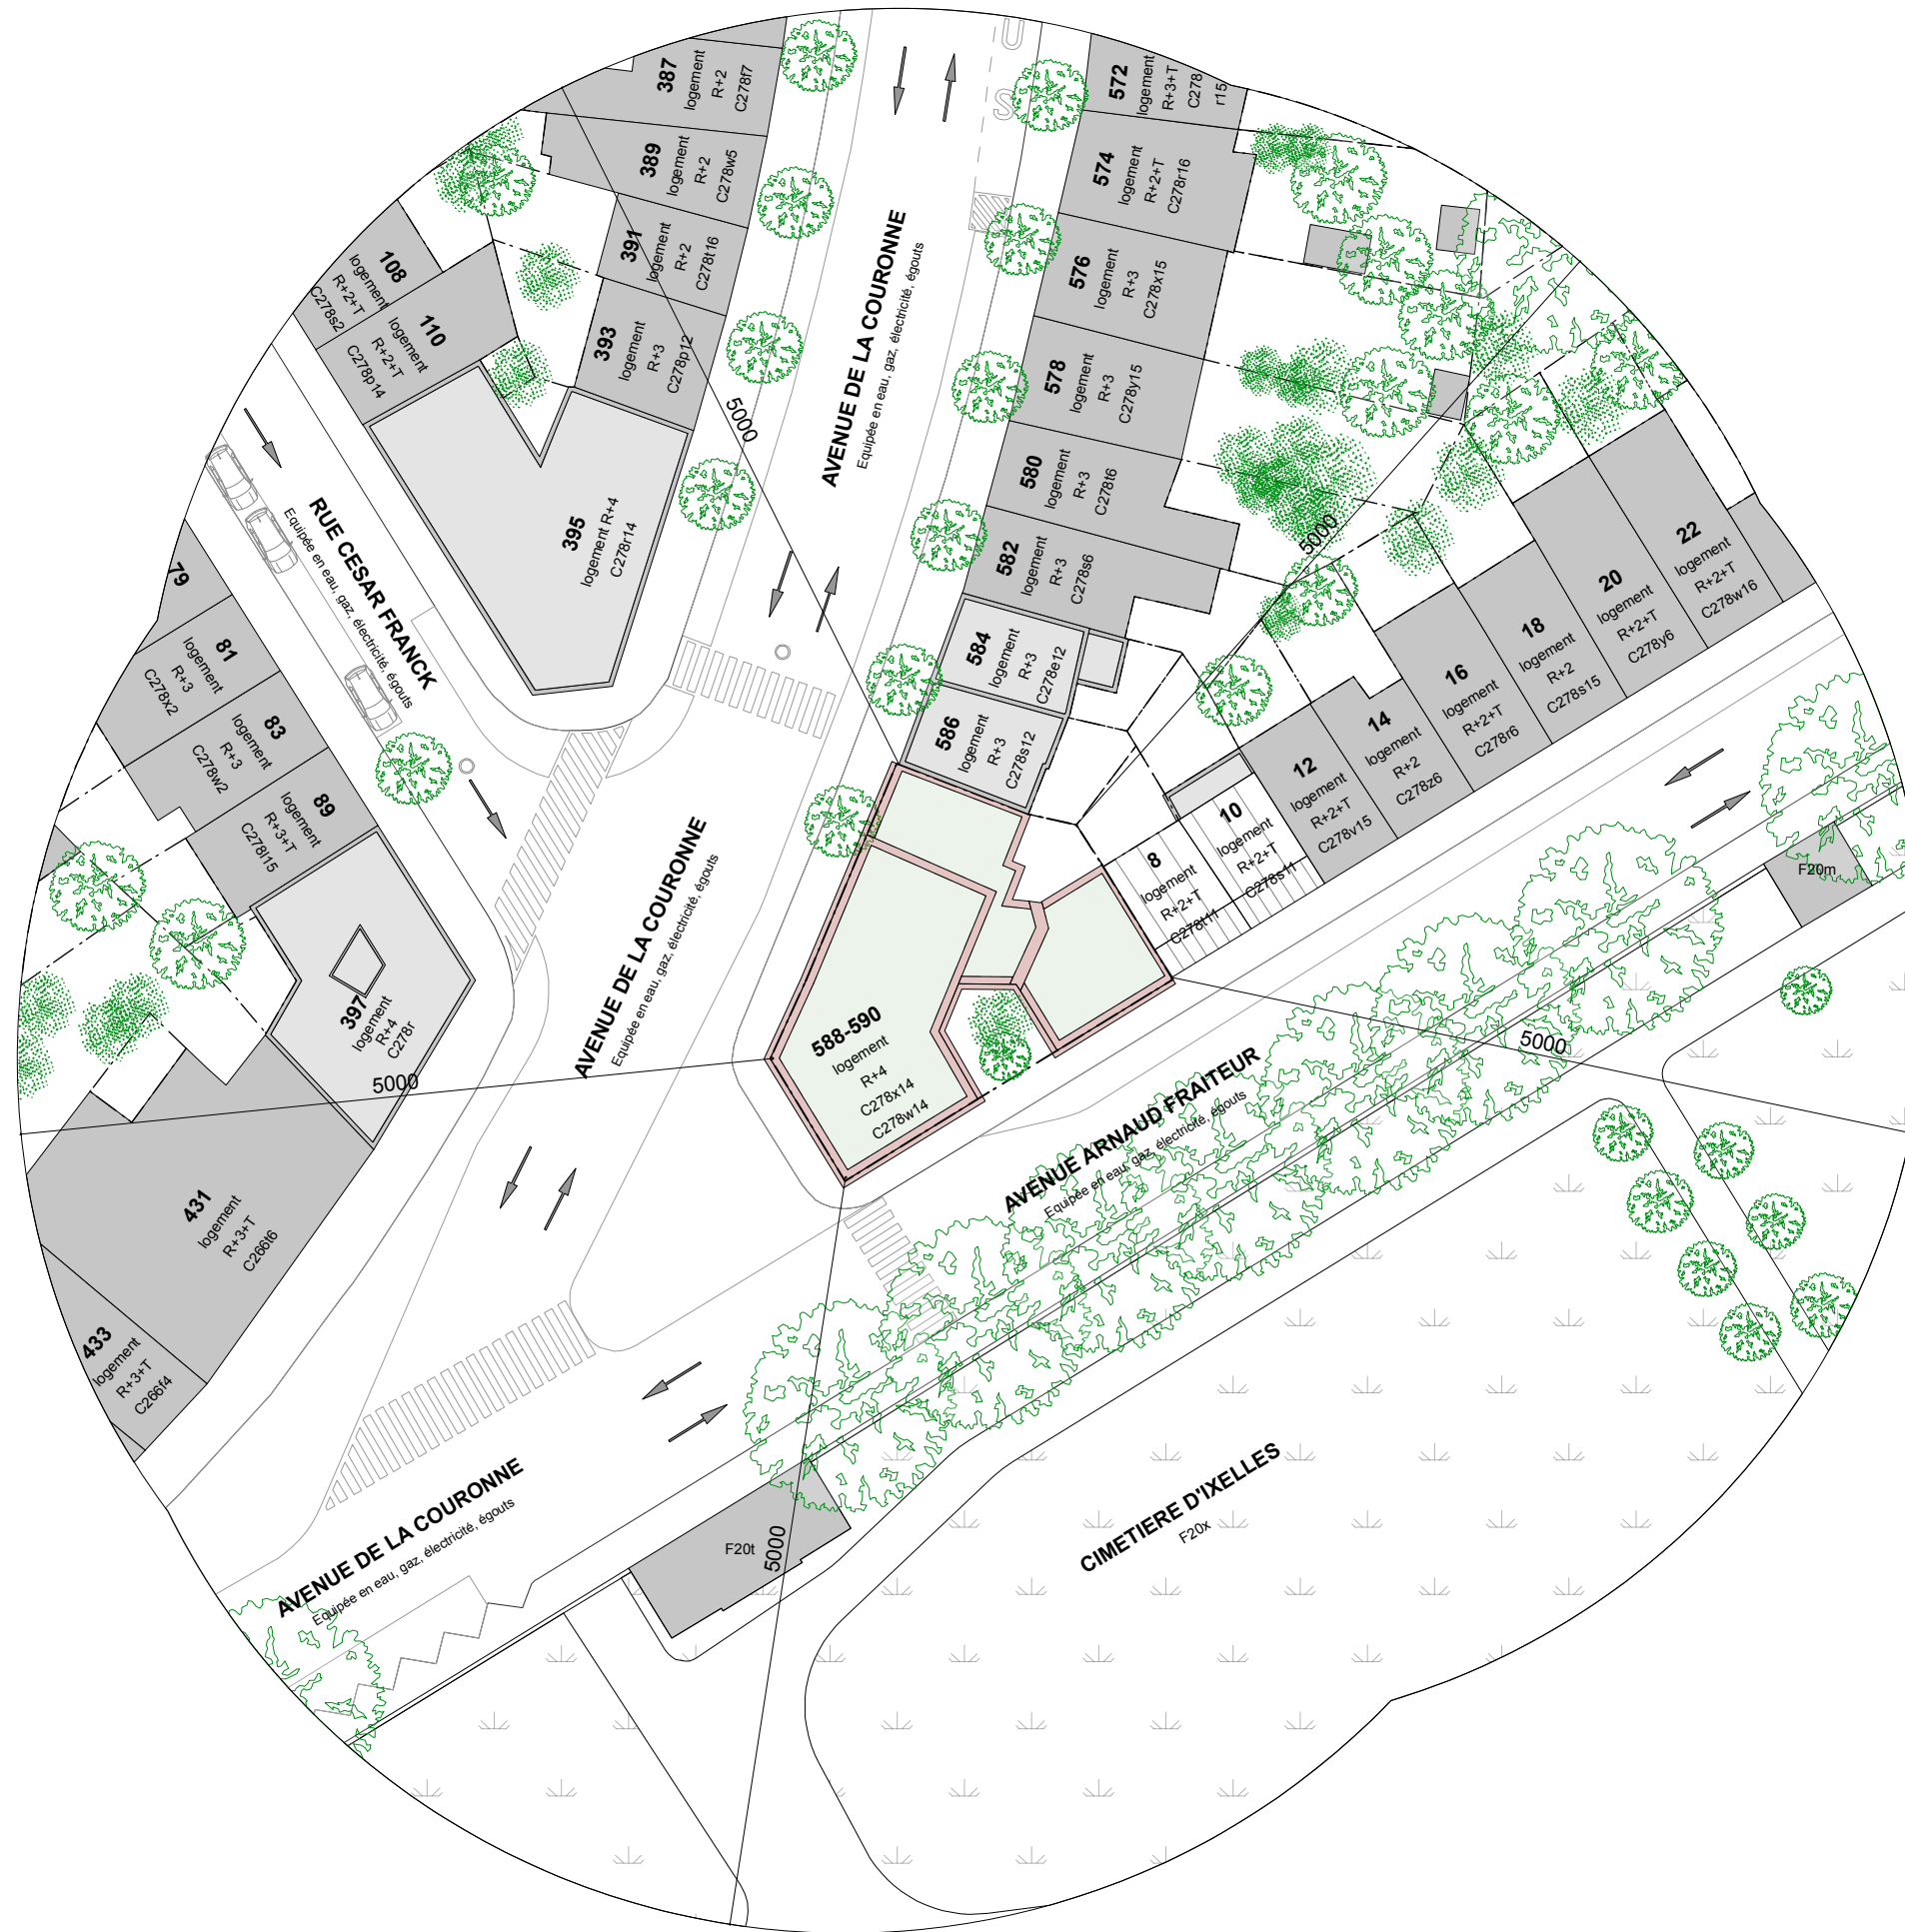 387
logement
R+2
C278f7
389
logement
R+2
C278w5
391
logement
R+2
C278t16
393
logement
R+3
C278p12
108
logement
R+2+T
C278s2
110
logement
R+2+T
C278p14
395
logement R+4
C278r14
U
S
AVENUE DE LA COURONNE
Equipée en eau, gaz, électricité, égouts
5000
572
logement
R+3+T
C278
r15
574
logement
R+2+T
C278r16
576
logement
R+3
C278x15
578
logement
R+3
C278y15
580
logement
R+3
C278t6
582
logement
R+3
C278s6
584
logement
R+3
C278e12
586
logement
R+3
C278s12
5000
22
logement
R+2+T
C278w16
20
logement
R+2+T
C278y6
18
logement
R+2
C278s15
16
logement
R+2+T
C278r6
14
logement
R+2
C278z6
12
logement
R+2+T
C278v15
10
logement
R+2+T
C278s11
8
logement
R+2+T
C278t11
RUE CESAR FRANCK
Equipée en eau, gaz, électricité, égouts
79
81
logement
R+3
C278x2
83
logement
R+3
C278w2
89
logement
R+3+T
C278l15
397
logement
R+4
C278r
5000
431
logement
R+3+T
C266t6
433
logement
R+3+T
C266f4
AVENUE DE LA COURONNE
Equipée en eau, gaz, électricité, égouts
588-590
logement
R+4
C278x14
C278w14
F20m
5000
AVENUE ARNAUD FRAITEUR
Equipée en eau, gaz, électricité, égouts
AVENUE DE LA COURONNE
Equipée en eau, gaz, électricité, égouts
F20t
5000
CIMETIERE D'IXELLES
F20x